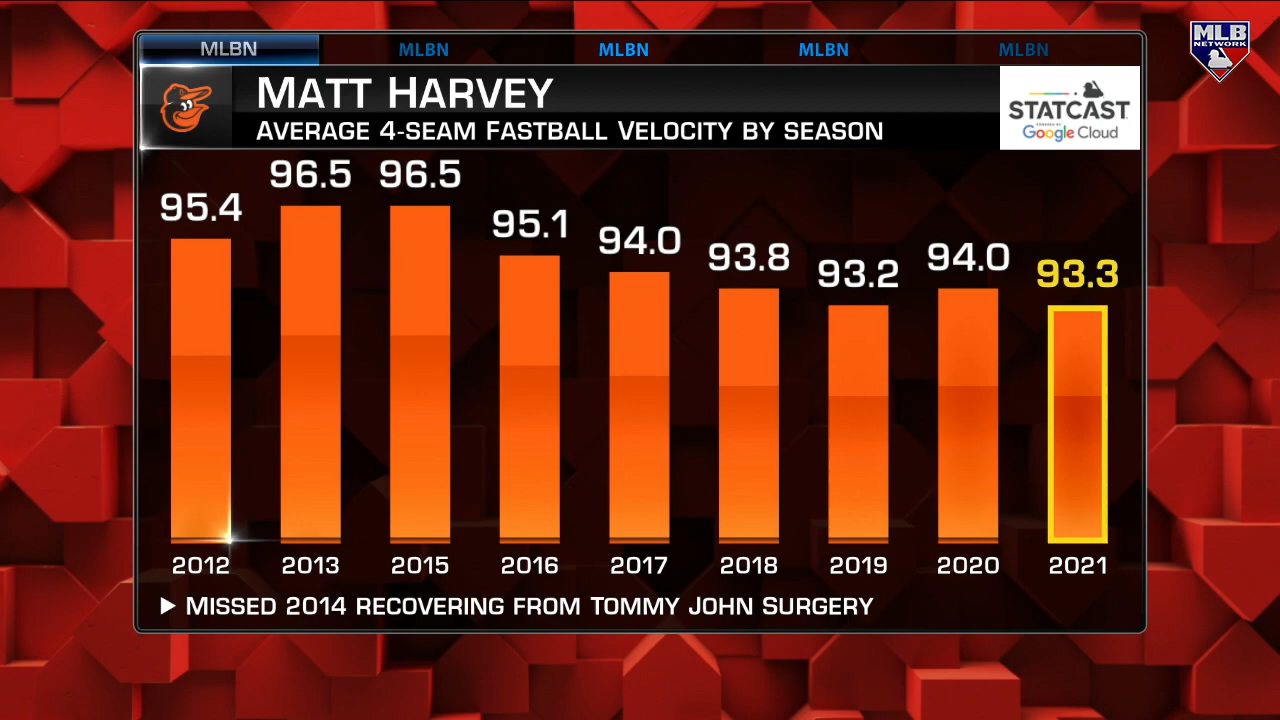 MLBN MLBN MLBN MLBN MLBN
MLB
NETWORK
MATT HARVEY
AVERAGE 4-SEAM FASTBALL VELOCITY BY SEASON
STATCAST
POWERED BY
Google Cloud
95.4 96.5 96.5 95.1 94.0 93.8 93.2 94.0 93.3
2012 2013 2015 2016 2017 2018 2019 2020 2021
▶ MISSED 2014 RECOVERING FROM TOMMY JOHN SURGERY